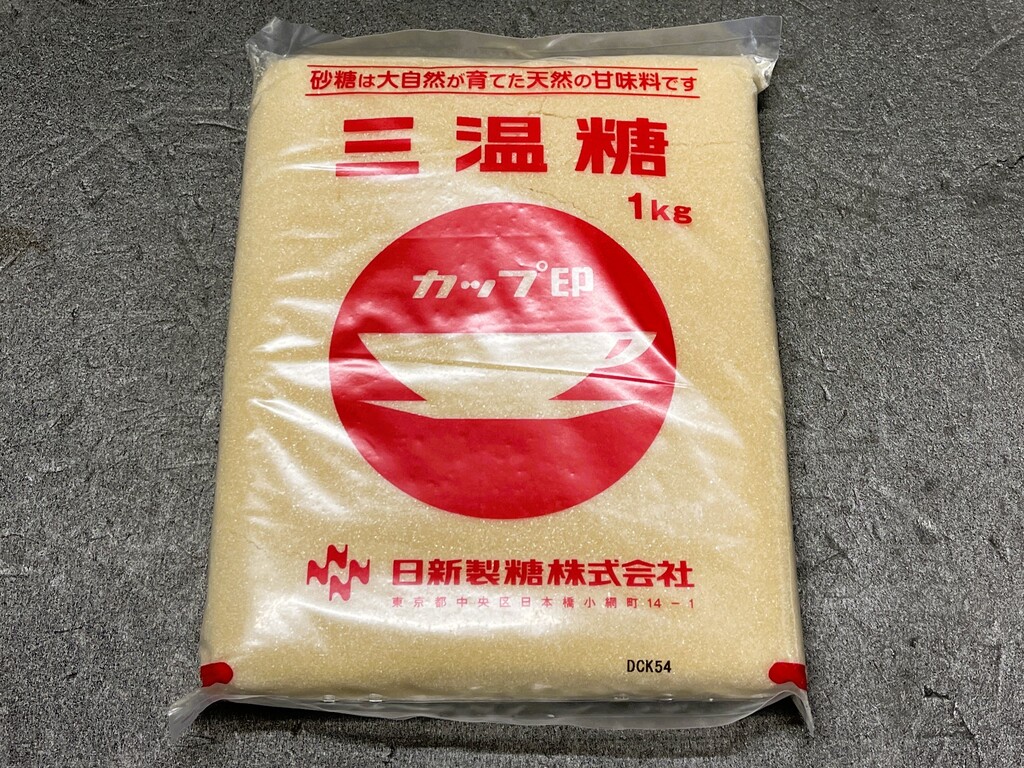 砂糖は大自然が育てた天然の甘味料です
三温糖
1kg
カップ印
日新製糖株式会社
東京都中央区日本橋小網町14-1
DCK54